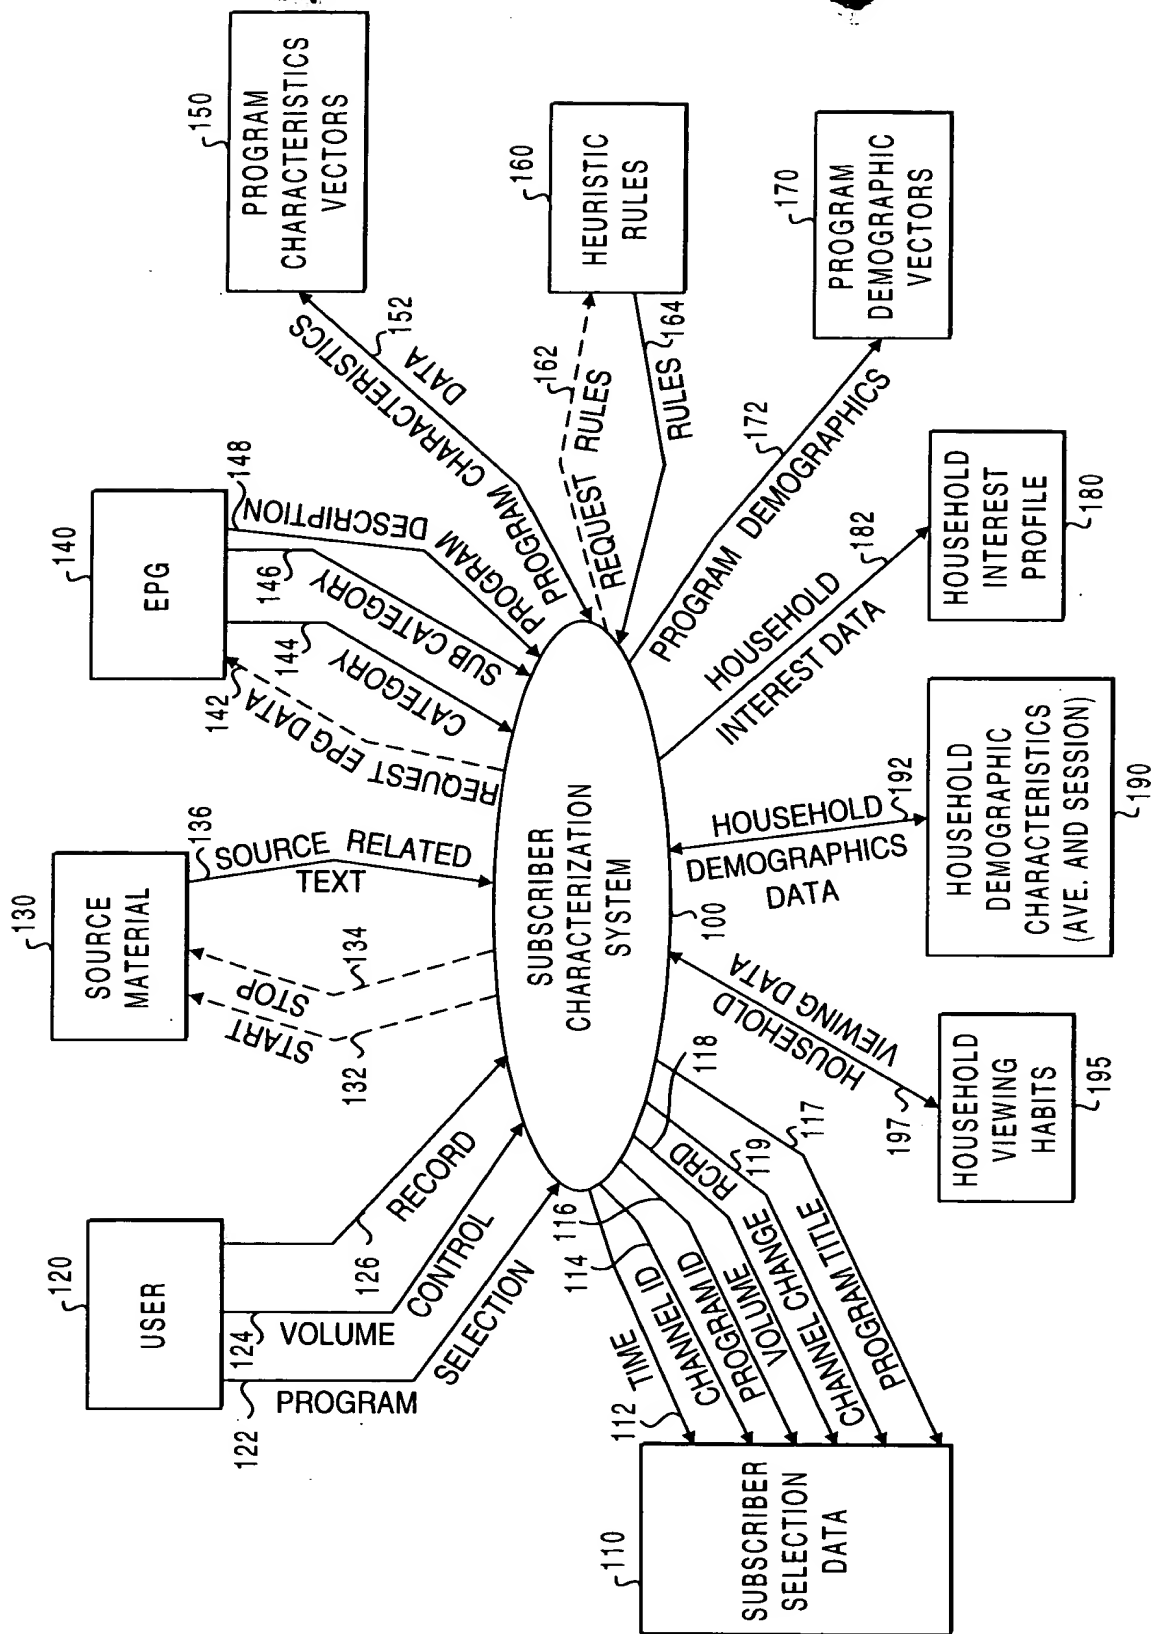 120
USER
122
PROGRAM
SELECTION
124
VOLUME
CONTROL
126
RECORD
130
SOURCE
MATERIAL
132
START
134
STOP
136
SOURCE RELATED
TEXT
140
EPG
142
REQUEST EPG DATA
144
CATEGORY
146
SUB CATEGORY
148
PROGRAM DESCRIPTION
150
PROGRAM
CHARACTERISTICS
VECTORS
152
PROGRAM CHARACTERISTICS
DATA
160
HEURISTIC
RULES
162
REQUEST RULES
164
RULES
170
PROGRAM
DEMOGRAPHIC
VECTORS
172
PROGRAM DEMOGRAPHICS
SUBSCRIBER
CHARACTERIZATION
SYSTEM
100
110
SUBSCRIBER
SELECTION
DATA
112
TIME
114
CHANNEL ID
116
PROGRAM ID
118
VOLUME
RCRD
119
CHANNEL CHANGE
117
PROGRAM TITLE
HOUSEHOLD
VIEWING DATA
197
HOUSEHOLD
VIEWING
HABITS
195
HOUSEHOLD
192
DEMOGRAPHICS
DATA
HOUSEHOLD
DEMOGRAPHIC
CHARACTERISTICS
(AVE. AND SESSION)
190
HOUSEHOLD
182
INTEREST DATA
HOUSEHOLD
INTEREST
PROFILE
180